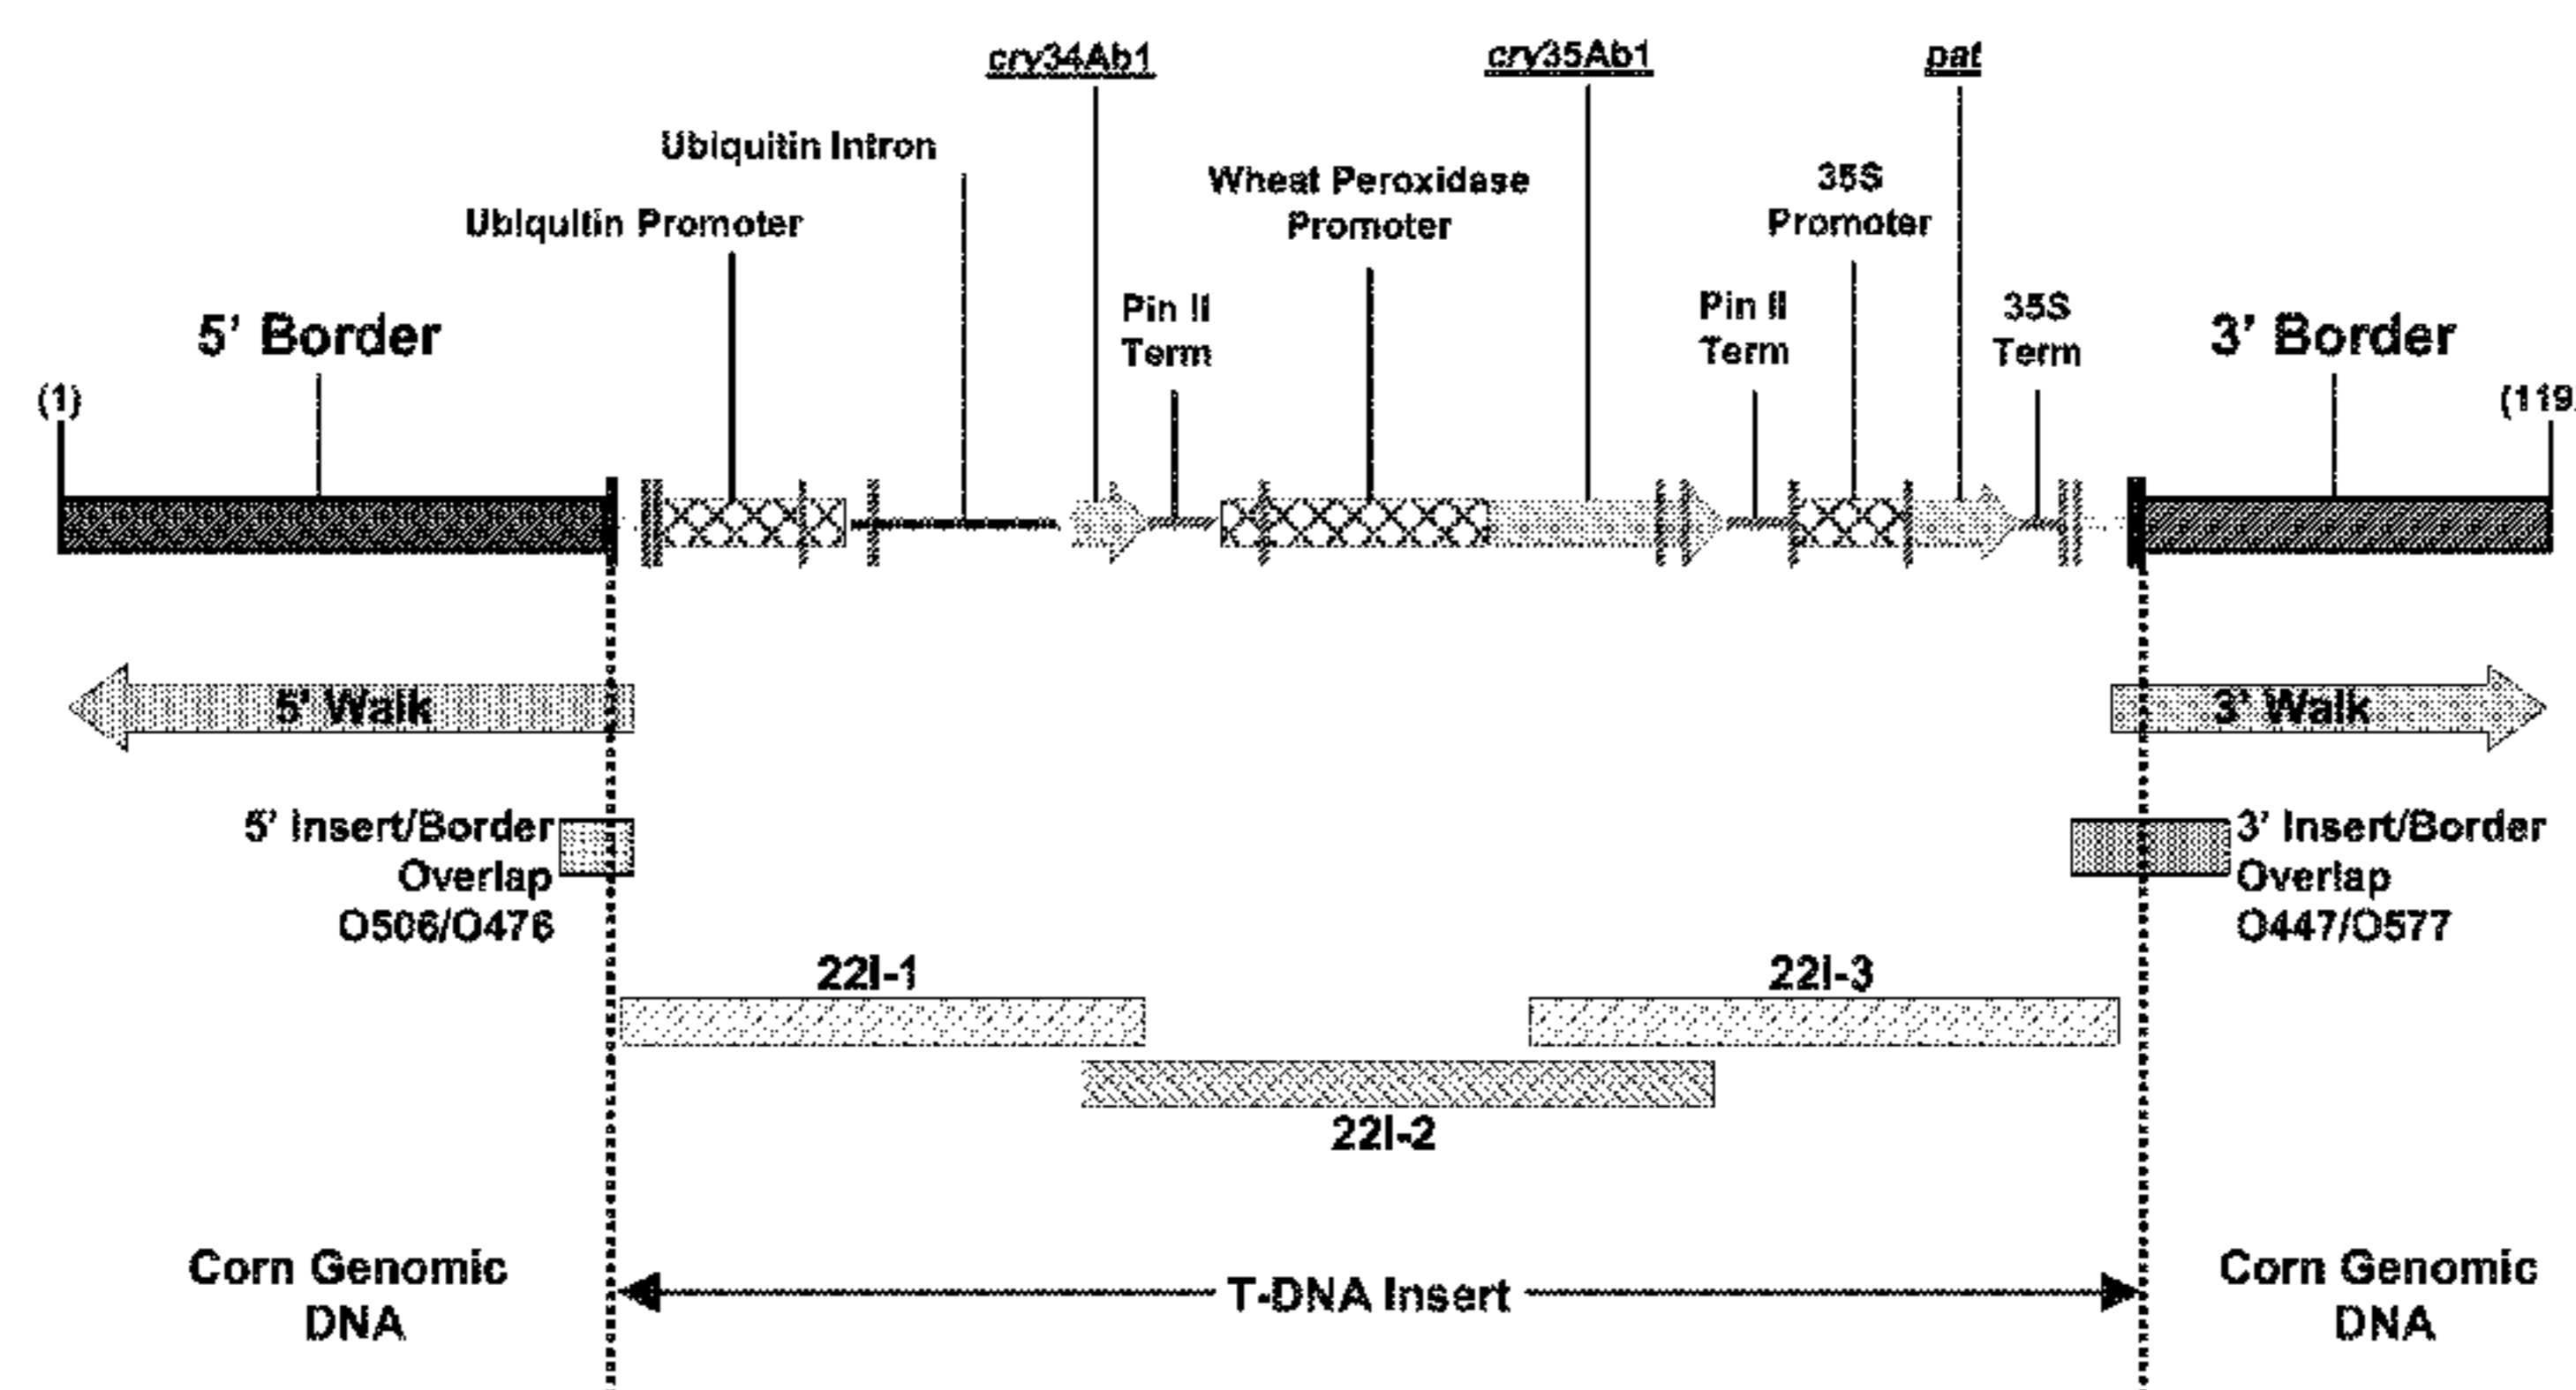 cry34Ab1
cry35Ab1
pat
Ubiquitin Intron
Wheat Peroxidase
Promoter
35S
Promoter
Ubiquitin Promoter
Pin II
Term
Pin II
Term
35S
Term
5' Border
3' Border
(1)
(119
5' Walk
3' Walk
5' Insert/Border
Overlap
O506/O476
3' Insert/Border
Overlap
O447/O577
22I-1
22I-3
22I-2
Corn Genomic
DNA
T-DNA Insert
Corn Genomic
DNA